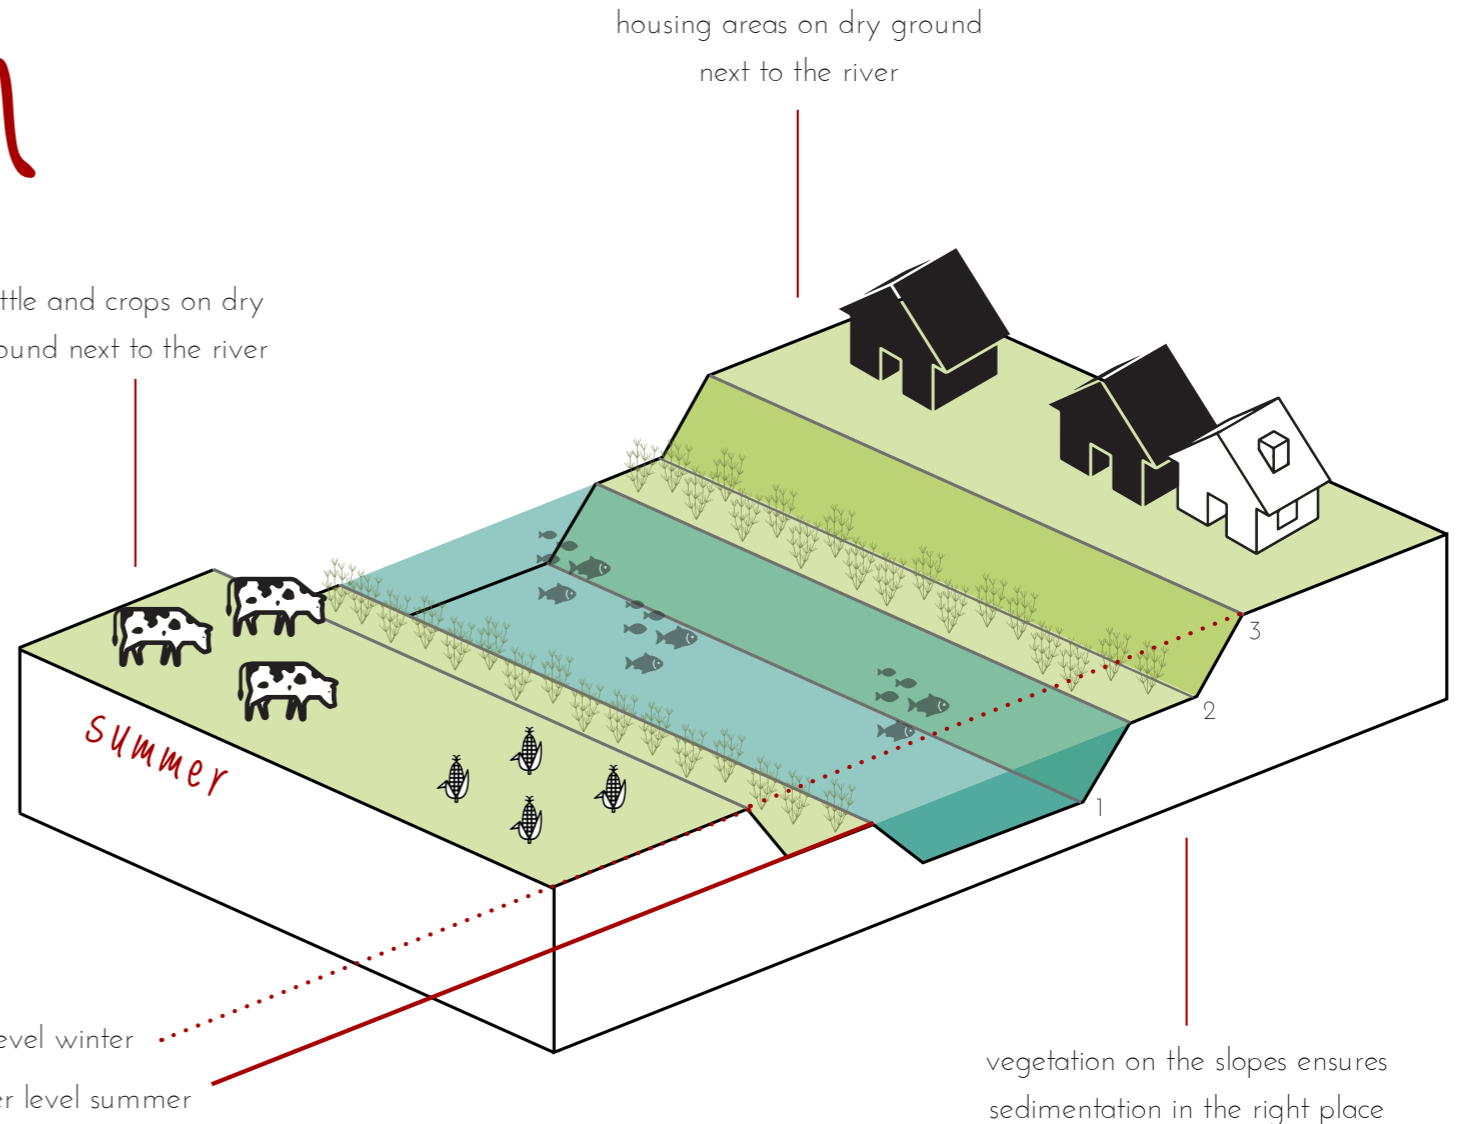 housing areas on dry ground
next to the river
ttle and crops on dry
ound next to the river
summer
3
2
1
evel winter
er level summer
vegetation on the slopes ensures
sedimentation in the right place